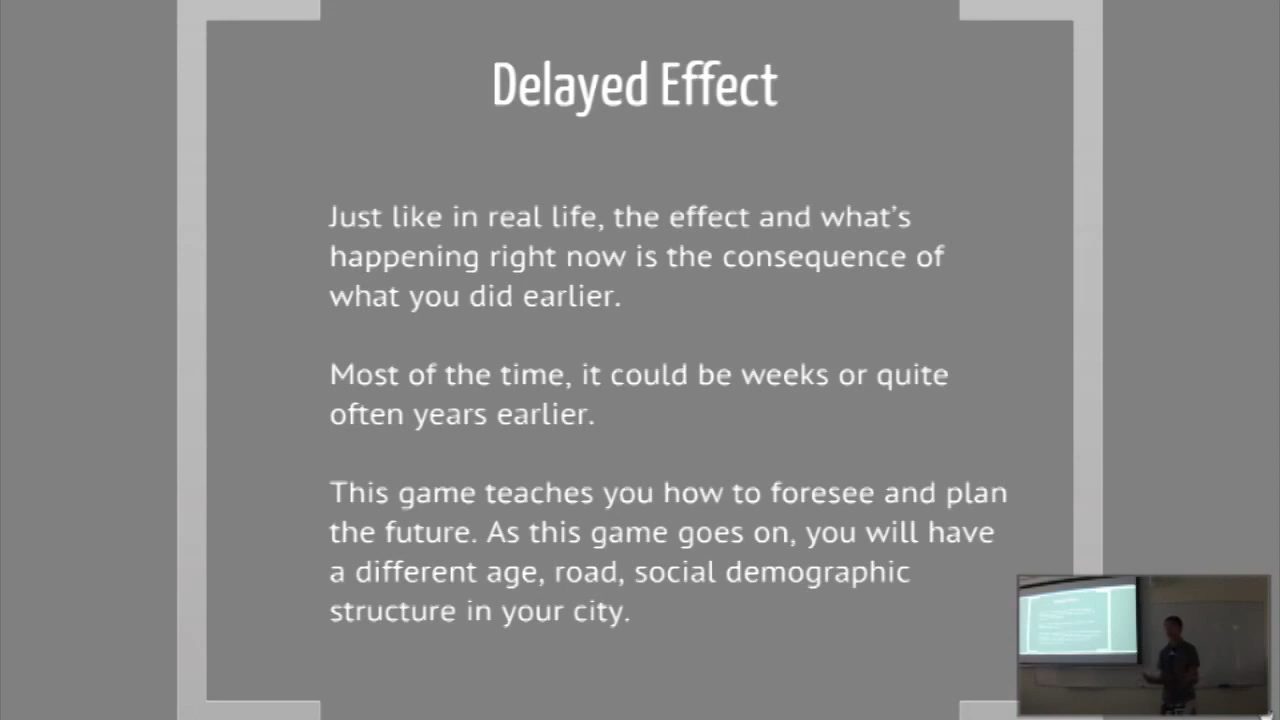 Delayed Effect
Just like in real life, the effect and what's
happening right now is the consequence of
what you did earlier.
Most of the time, it could be weeks or quite
often years earlier.
This game teaches you how to foresee and plan
the future. As this game goes on, you will have
a different age, road, social demographic
structure in your city.